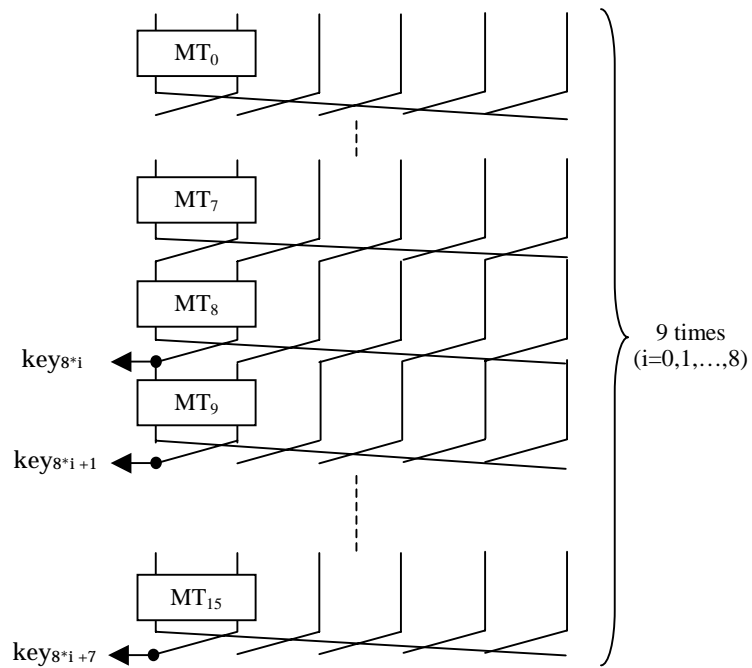 MT₀
MT₇
MT₈
key₈*ᵢ
9 times
(i=0,1,…,8)
MT₉
key₈*ᵢ ₊₁
MT₁₅
key₈*ᵢ ₊₇